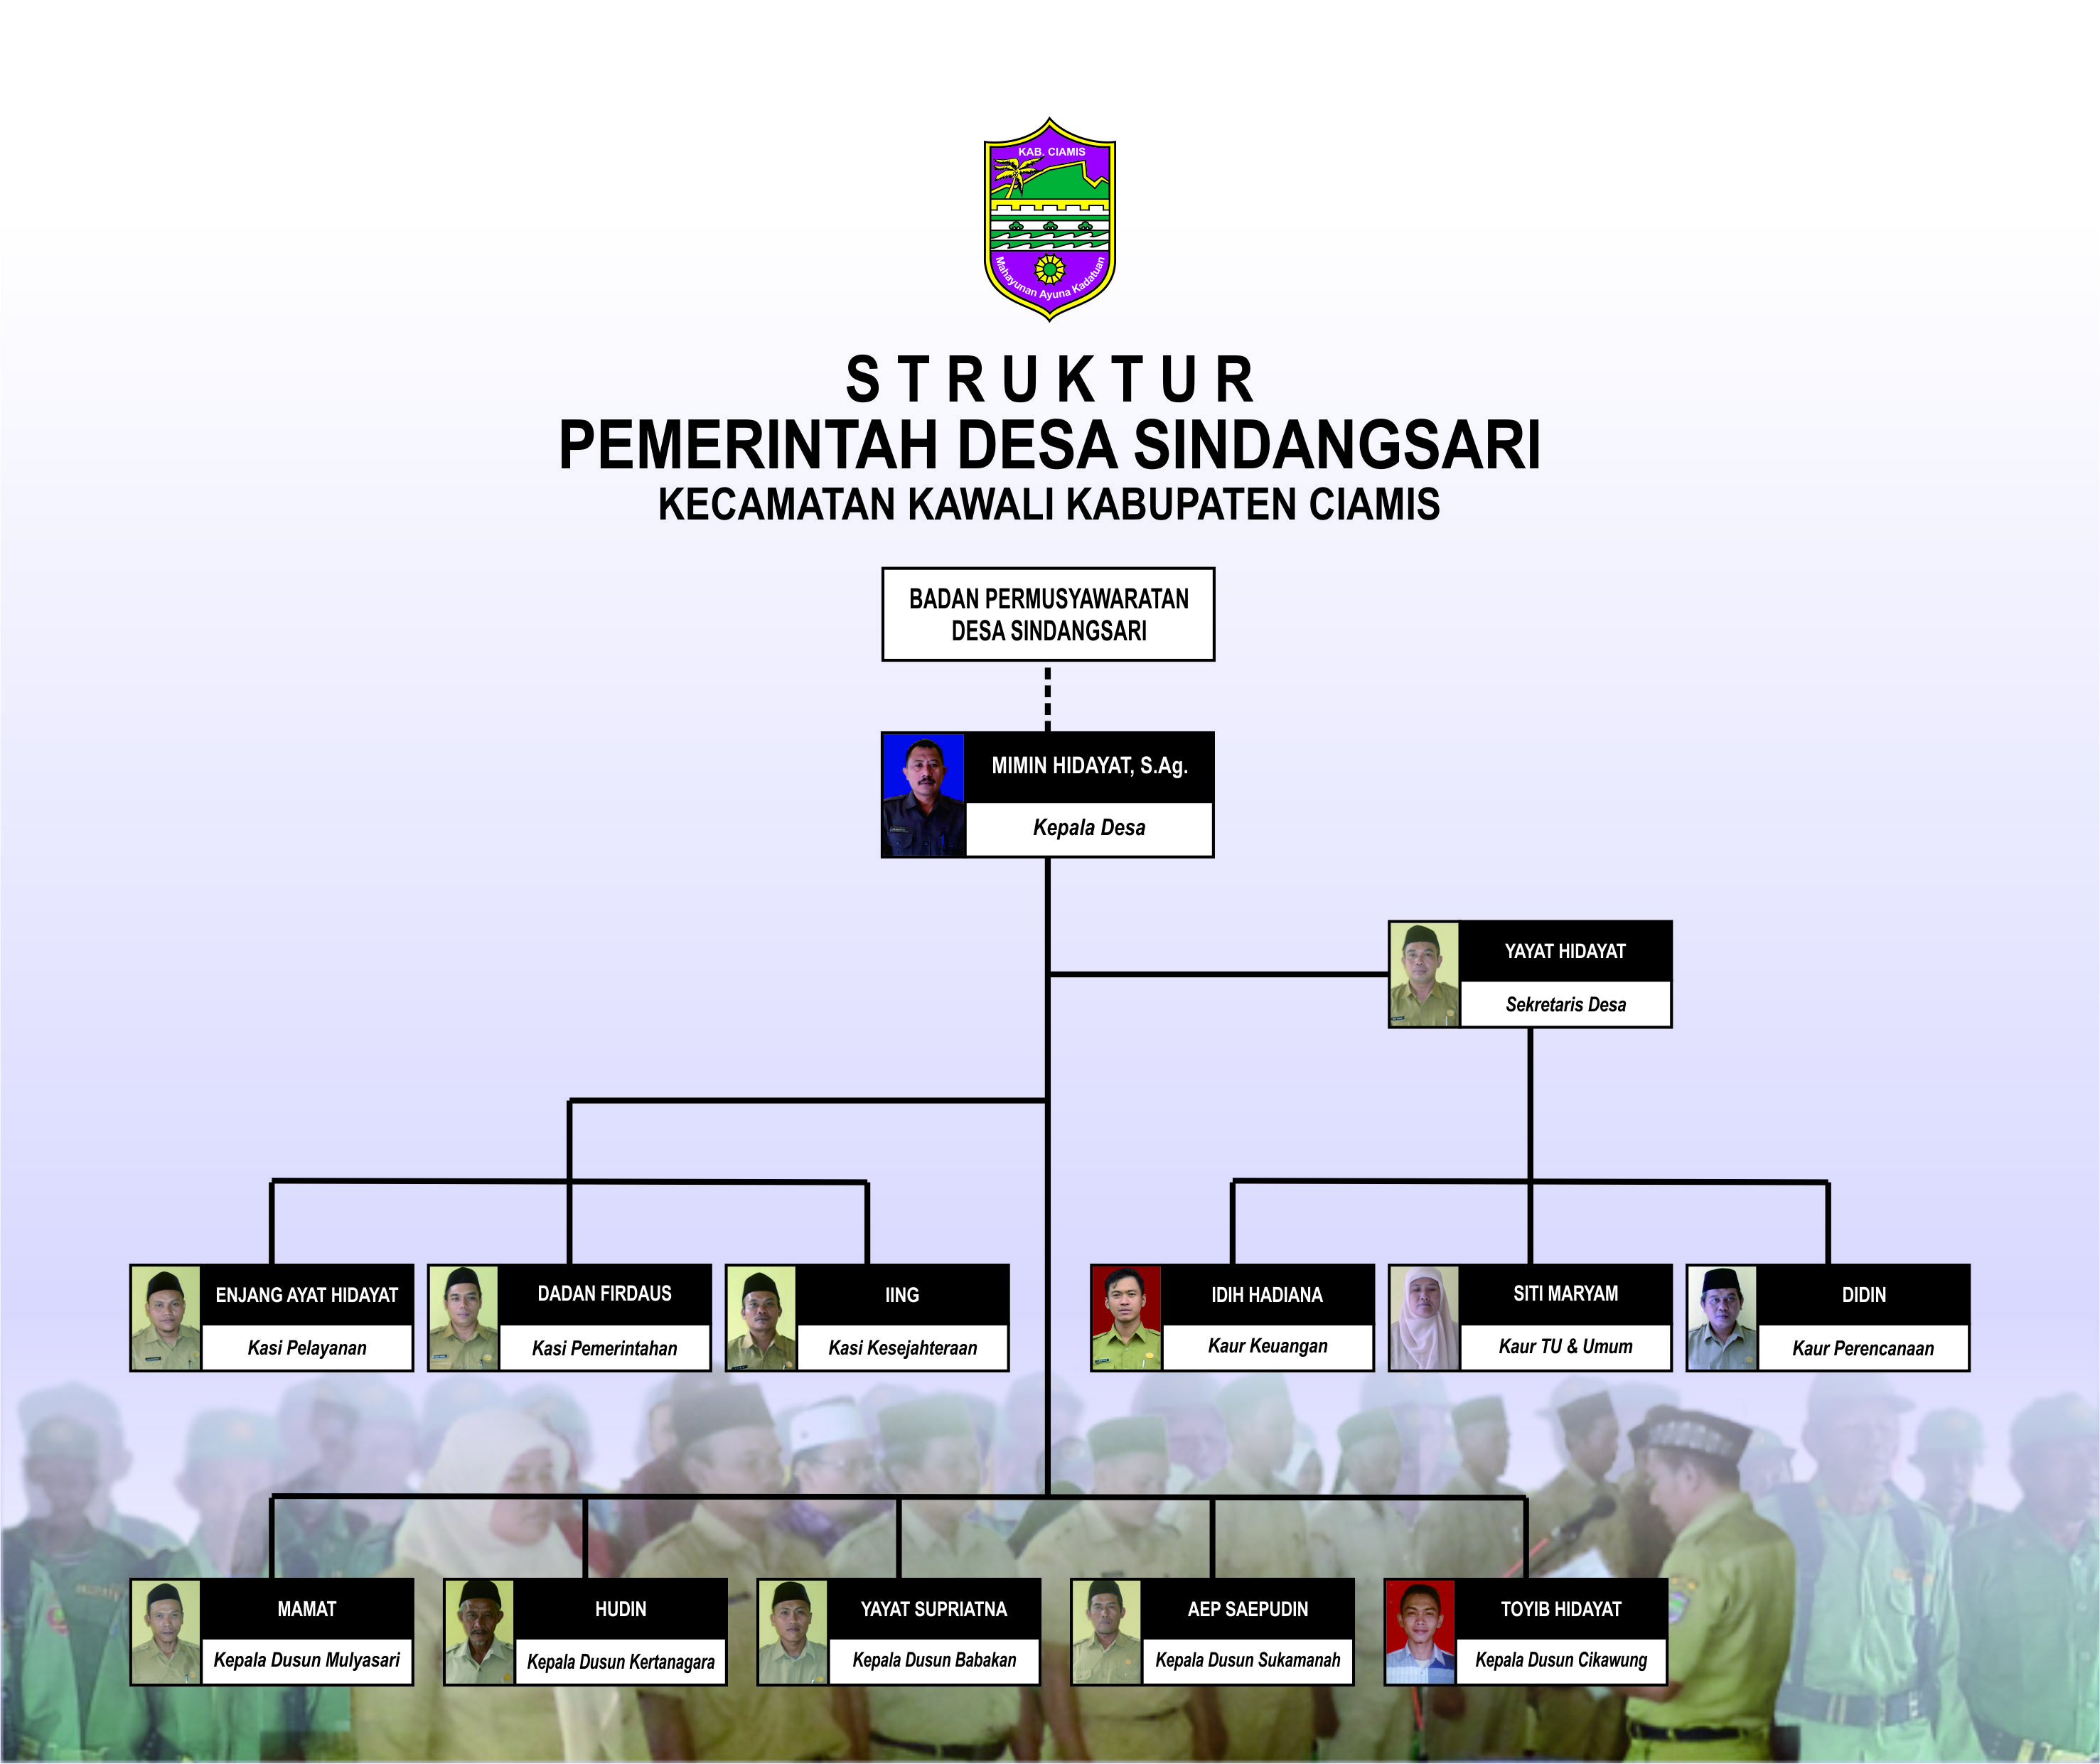 KAB. CIAMIS
Mahayunan Ayuna Kadatuan
STRUKTUR
PEMERINTAH DESA SINDANGSARI
KECAMATAN KAWALI KABUPATEN CIAMIS
BADAN PERMUSYAWARATAN
DESA SINDANGSARI
MIMIN HIDAYAT, S.Ag.
Kepala Desa
YAYAT HIDAYAT
Sekretaris Desa
ENJANG AYAT HIDAYAT
Kasi Pelayanan
DADAN FIRDAUS
Kasi Pemerintahan
IING
Kasi Kesejahteraan
IDIH HADIANA
Kaur Keuangan
SITI MARYAM
Kaur TU & Umum
DIDIN
Kaur Perencanaan
MAMAT
Kepala Dusun Mulyasari
HUDIN
Kepala Dusun Kertanagara
YAYAT SUPRIATNA
Kepala Dusun Babakan
AEP SAEPUDIN
Kepala Dusun Sukamanah
TOYIB HIDAYAT
Kepala Dusun Cikawung